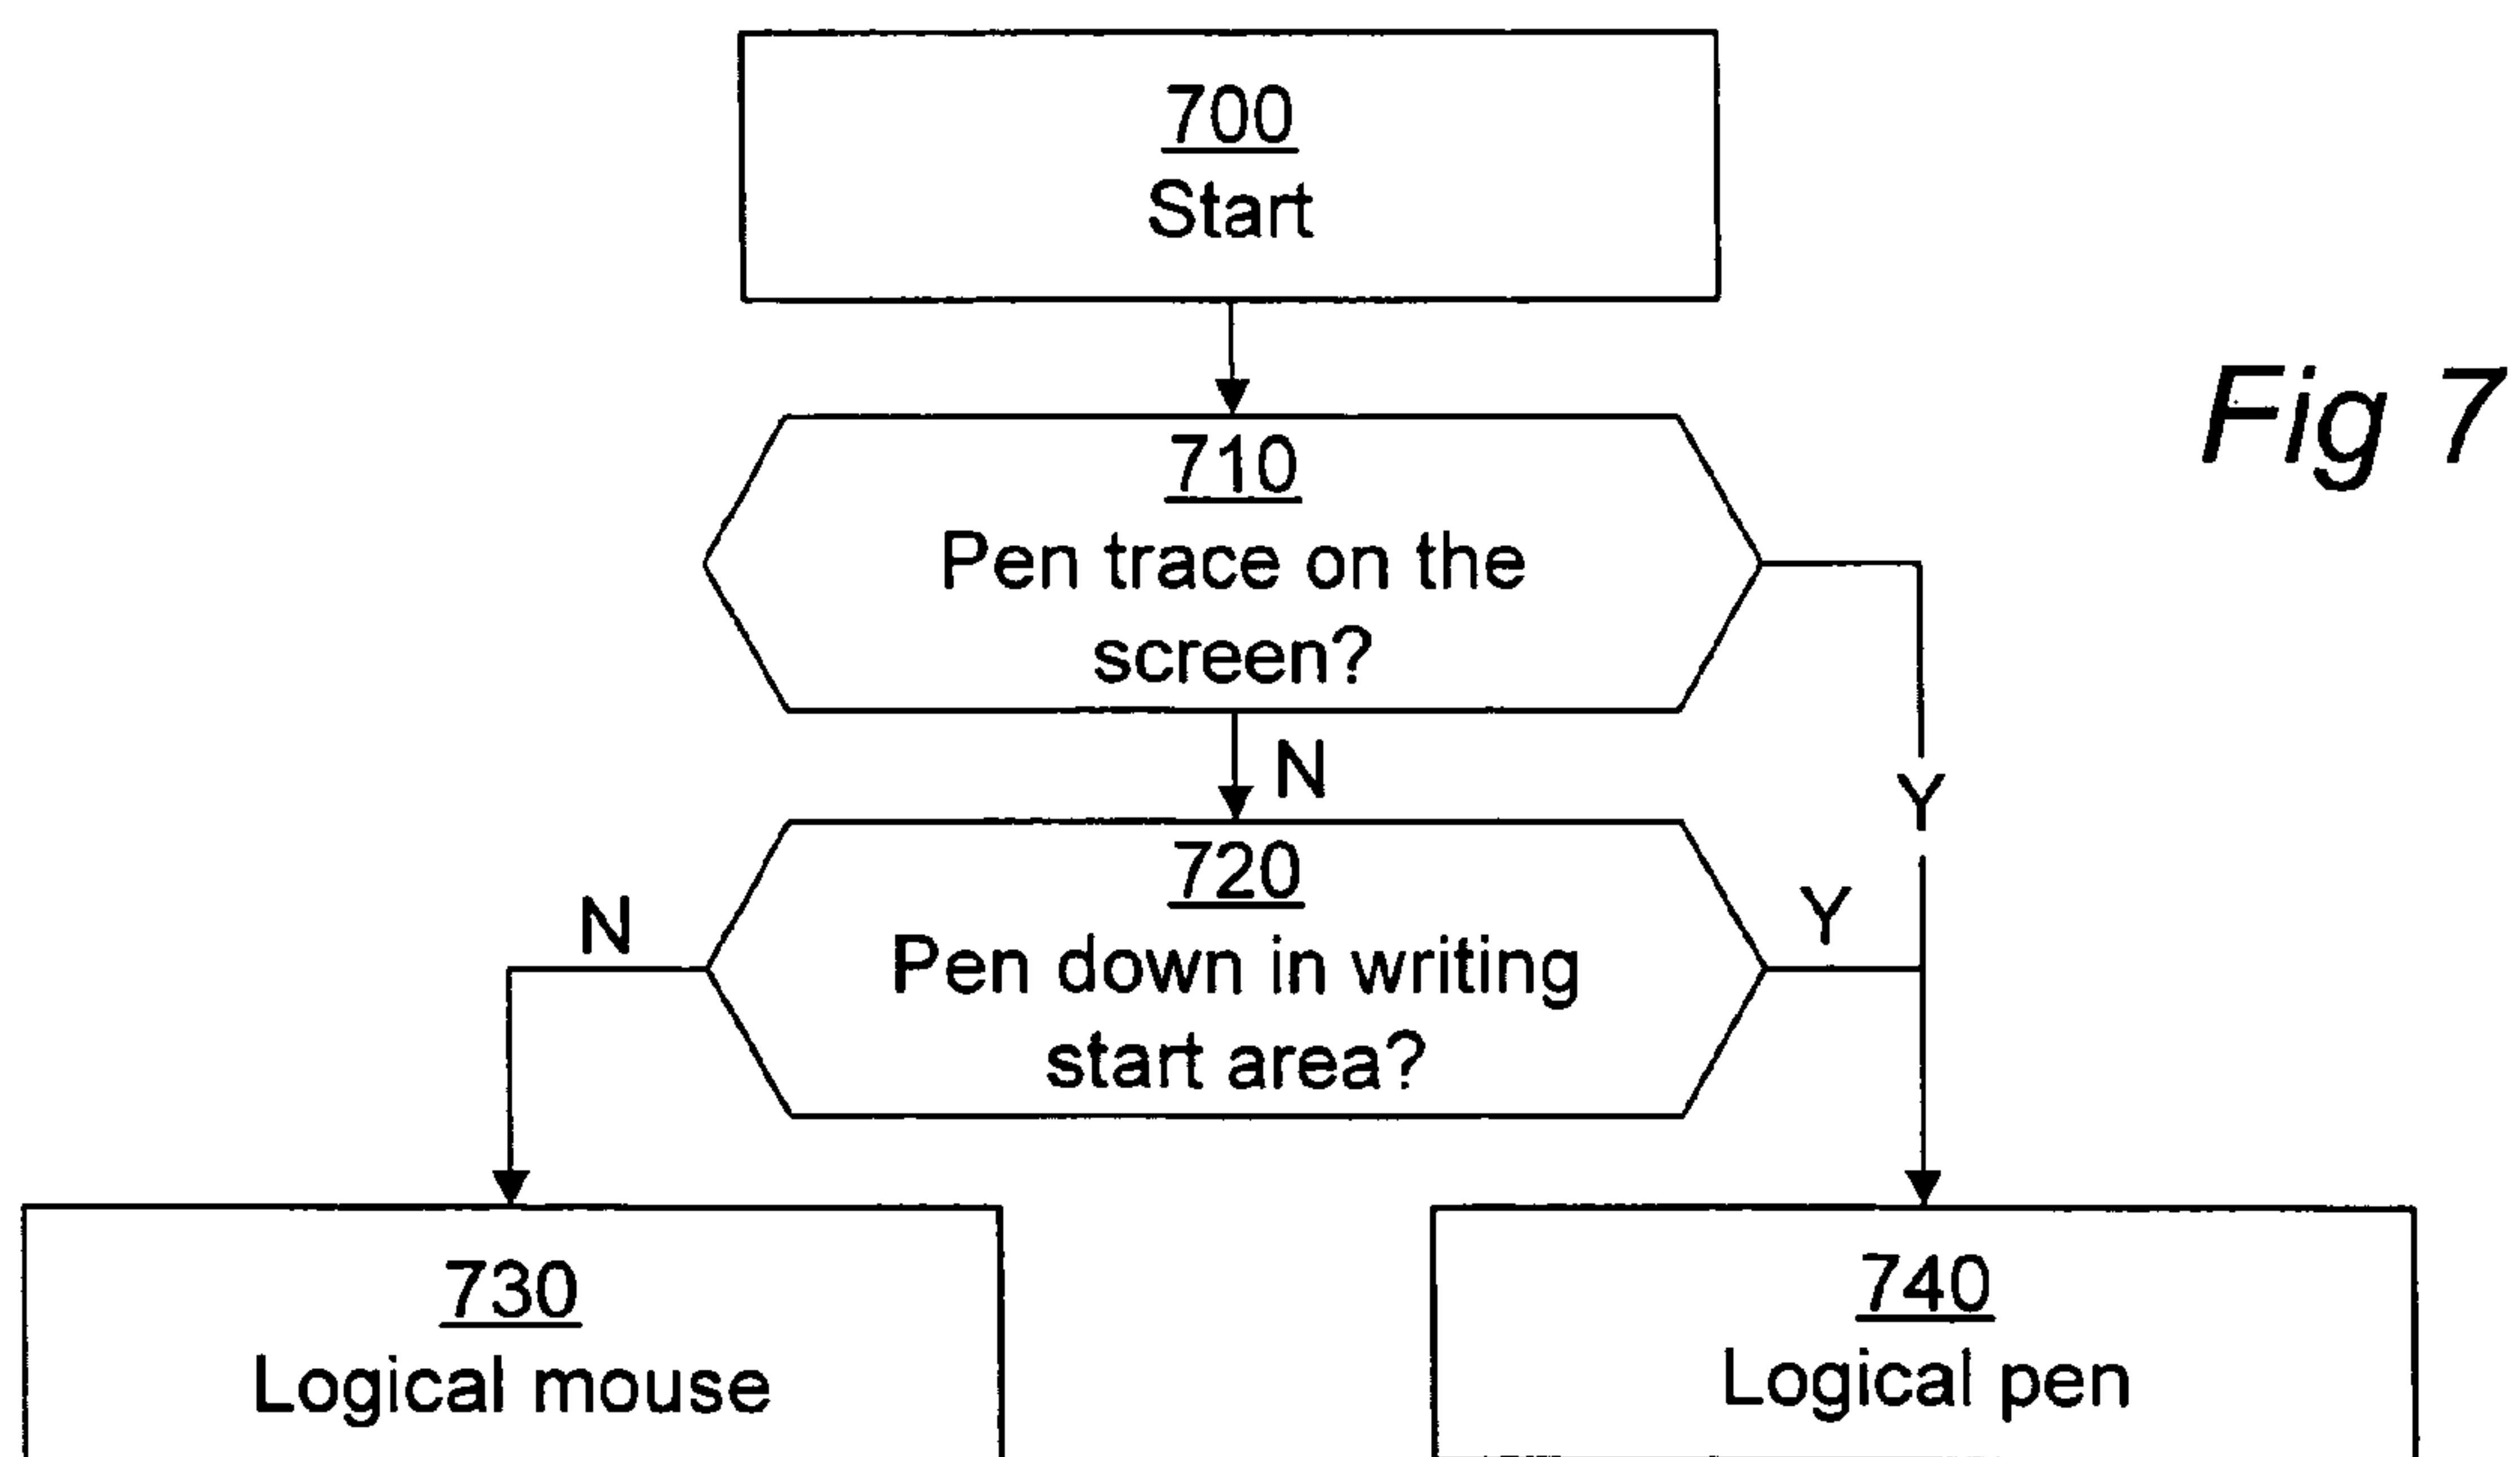 700
Start
Fig 7
710
Pen trace on the
screen?
N
Y
720
Pen down in writing
start area?
N
Y
730
Logical mouse
740
Logical pen